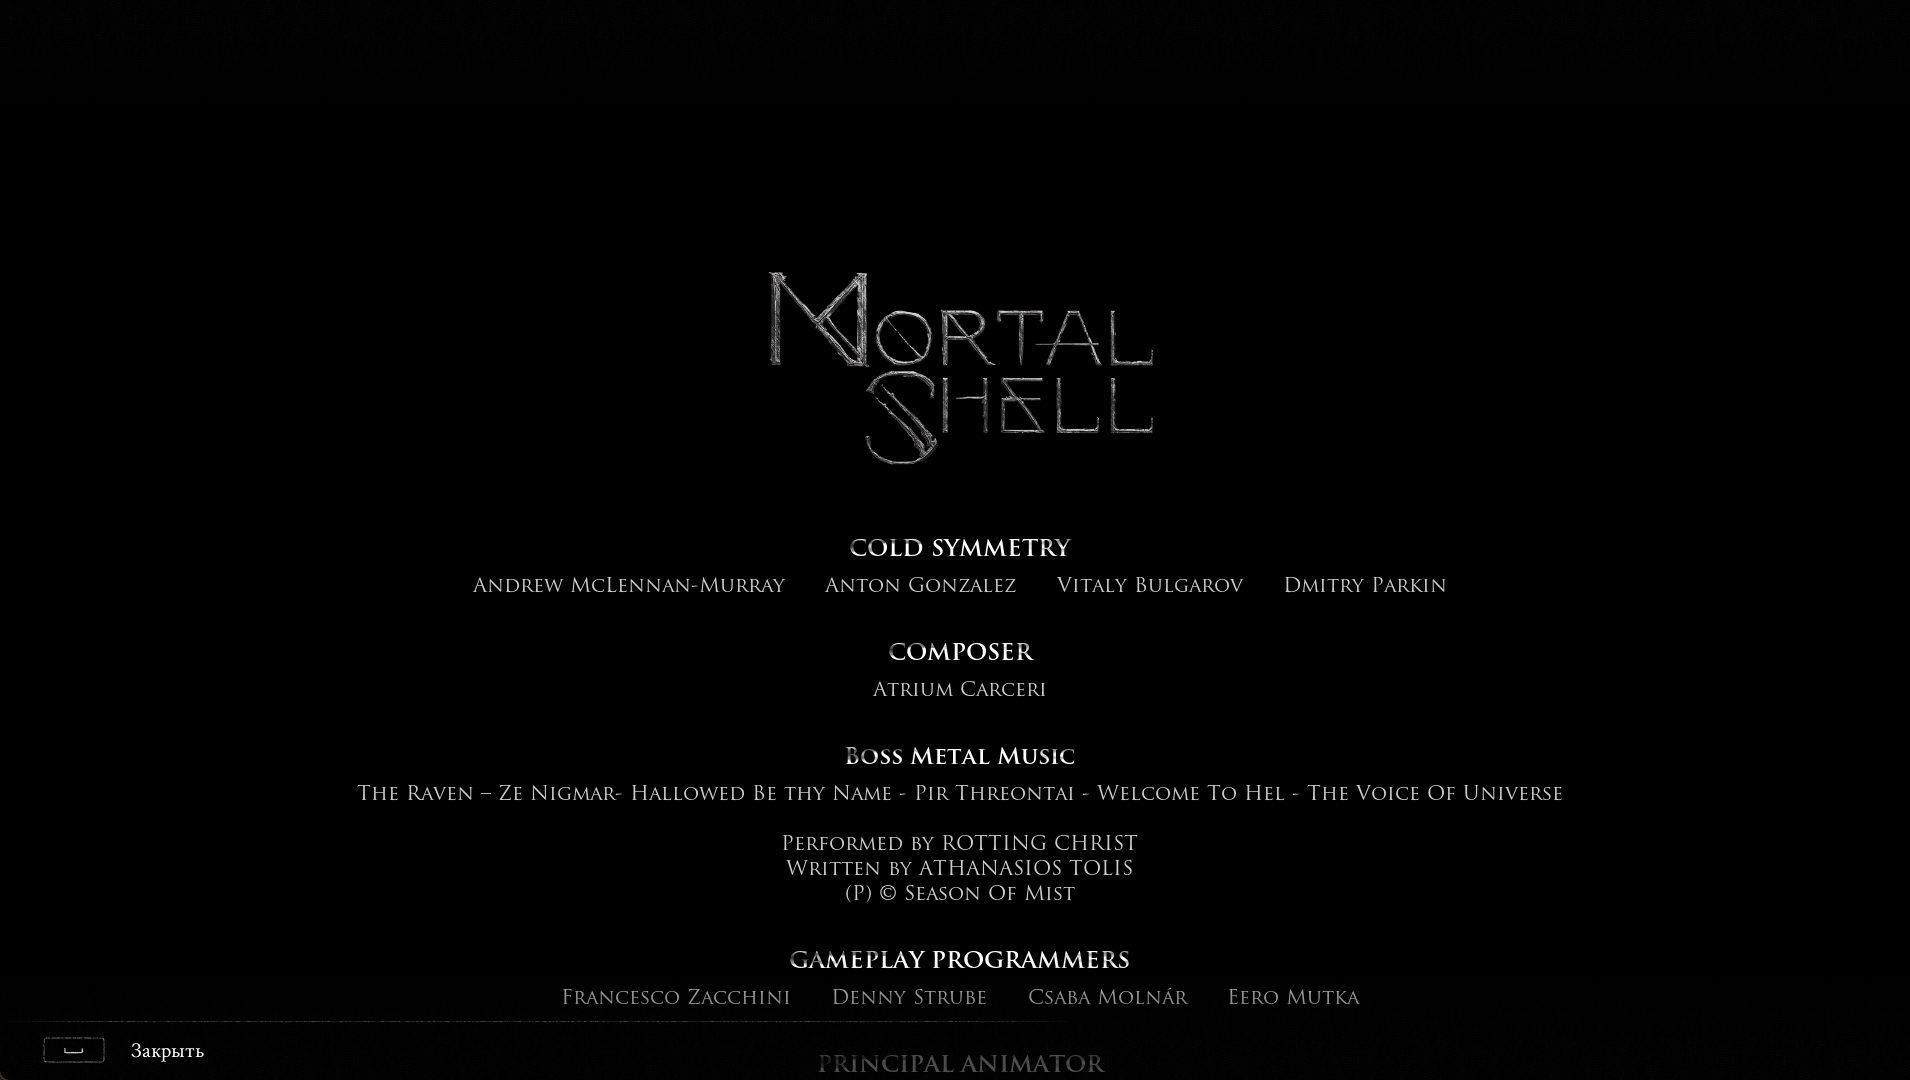 MORTAL
SHELL
COLD SYMMETRY
Andrew McLennan-Murray Anton Gonzalez Vitaly Bulgarov Dmitry Parkin
COMPOSER
Atrium Carceri
Boss Metal Music
The Raven – Ze Nigmar- Hallowed Be thy Name - Pir Threontai - Welcome To Hel - The Voice Of Universe
Performed by ROTTING CHRIST
Written by ATHANASIOS TOLIS
(P) © Season Of Mist
GAMEPLAY PROGRAMMERS
Francesco Zacchini Denny Strube Csaba Molnár Eero Mutka
Закрыть
PRINCIPAL ANIMATOR